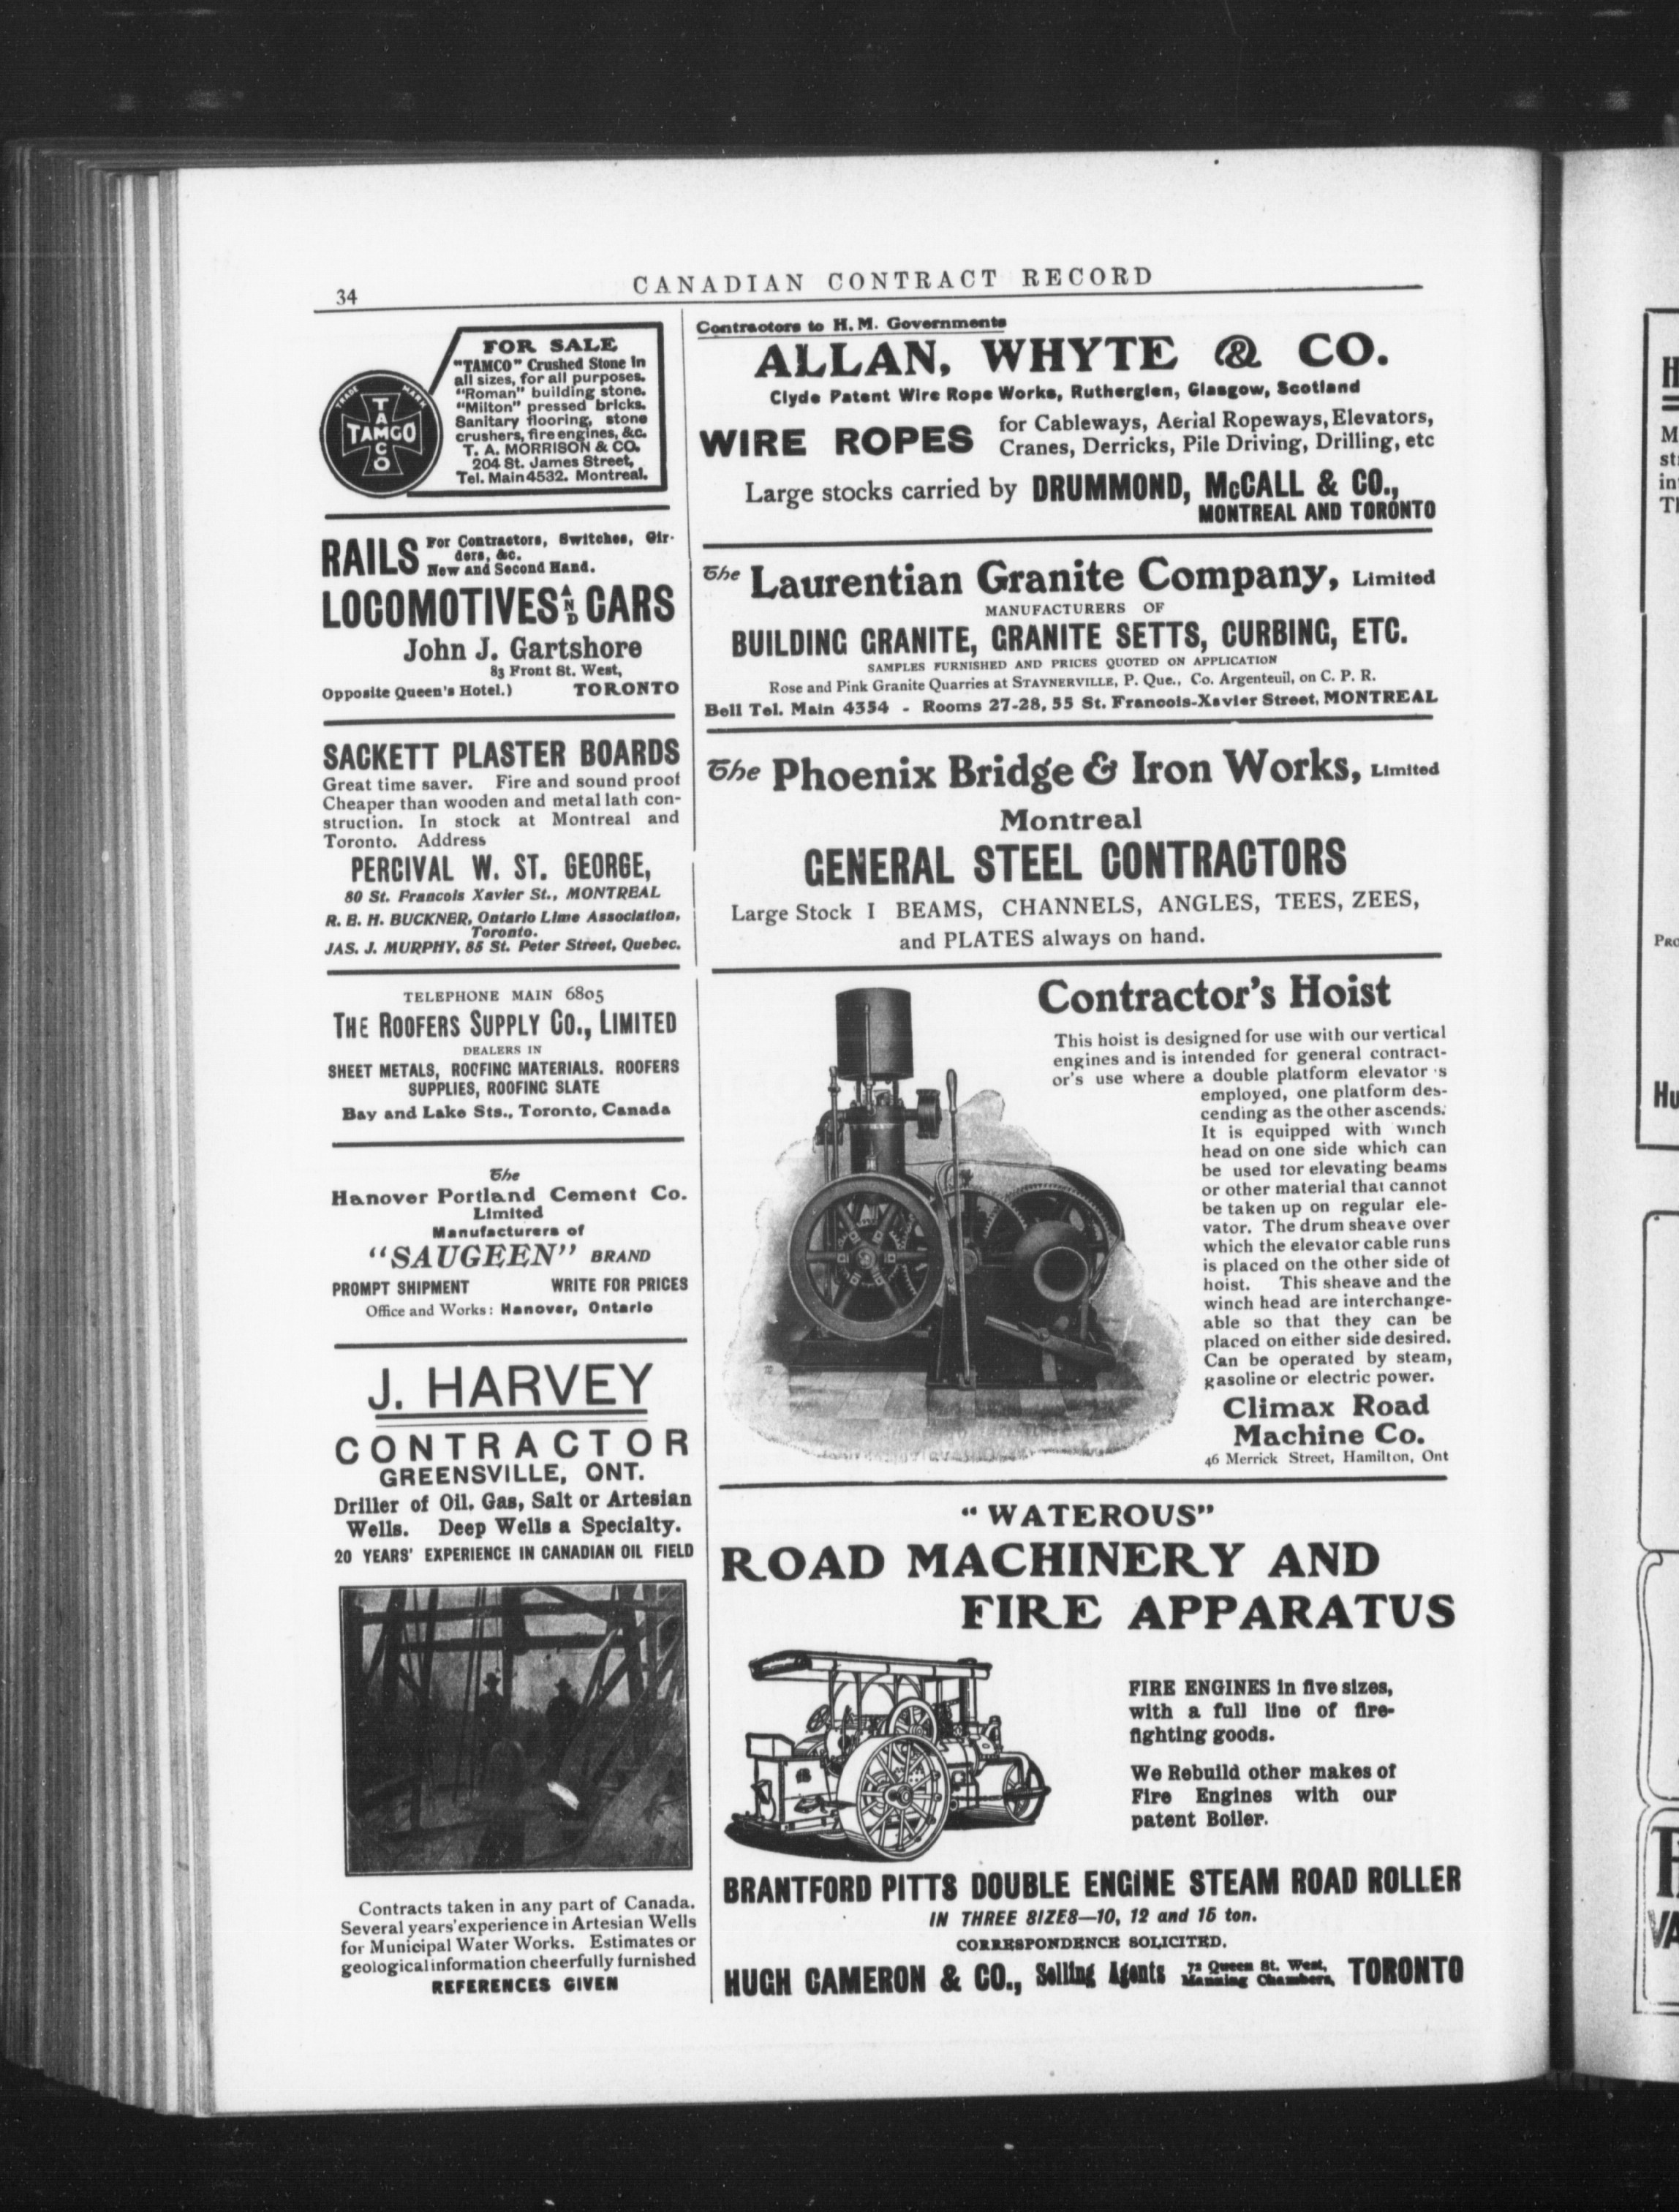 34
CANADIAN CONTRACT RECORD
FOR SALE
"TAMCO" Crushed Stone in
all sizes, for all purposes.
"Roman" building stone.
"Milton" pressed bricks.
Sanitary flooring, stone
crushers, fire engines, &c.
T. A. MORRISON & CO.
204 St. James Street,
Tel. Main 4532. Montreal.
TRADE MARK
TAMCO
TAMCO
RAILS For Contractors, Switches, Gir-
ders, &c.
New and Second Hand.
LOCOMOTIVES AND CARS
John J. Gartshore
83 Front St. West,
Opposite Queen's Hotel.) TORONTO
SACKETT PLASTER BOARDS
Great time saver. Fire and sound proof
Cheaper than wooden and metal lath con-
struction. In stock at Montreal and
Toronto. Address
PERCIVAL W. ST. GEORGE,
80 St. Francois Xavier St., MONTREAL
R. E. H. BUCKNER, Ontario Lime Association,
Toronto.
JAS. J. MURPHY, 85 St. Peter Street, Quebec.
TELEPHONE MAIN 6805
THE ROOFERS SUPPLY CO., LIMITED
DEALERS IN
SHEET METALS, ROOFING MATERIALS. ROOFERS
SUPPLIES, ROOFING SLATE
Bay and Lake Sts., Toronto, Canada
The
Hanover Portland Cement Co.
Limited
Manufacturers of
"SAUGEEN" BRAND
PROMPT SHIPMENT WRITE FOR PRICES
Office and Works: Hanover, Ontario
J. HARVEY
CONTRACTOR
GREENSVILLE, ONT.
Driller of Oil, Gas, Salt or Artesian
Wells. Deep Wells a Specialty.
20 YEARS' EXPERIENCE IN CANADIAN OIL FIELD
Contracts taken in any part of Canada.
Several years' experience in Artesian Wells
for Municipal Water Works. Estimates or
geological information cheerfully furnished
REFERENCES GIVEN
Contractors to H. M. Governments
ALLAN, WHYTE & CO.
Clyde Patent Wire Rope Works, Rutherglen, Glasgow, Scotland
WIRE ROPES for Cableways, Aerial Ropeways, Elevators,
Cranes, Derricks, Pile Driving, Drilling, etc
Large stocks carried by DRUMMOND, McCALL & CO.,
MONTREAL AND TORONTO
The Laurentian Granite Company, Limited
MANUFACTURERS OF
BUILDING GRANITE, GRANITE SETTS, CURBING, ETC.
SAMPLES FURNISHED AND PRICES QUOTED ON APPLICATION
Rose and Pink Granite Quarries at STAYNERVILLE, P. Que., Co. Argenteuil, on C. P. R.
Bell Tel. Main 4354 - Rooms 27-28, 55 St. Francois-Xavier Street, MONTREAL
The Phoenix Bridge & Iron Works, Limited
Montreal
GENERAL STEEL CONTRACTORS
Large Stock I BEAMS, CHANNELS, ANGLES, TEES, ZEES,
and PLATES always on hand.
Contractor's Hoist
This hoist is designed for use with our vertical
engines and is intended for general contract-
or's use where a double platform elevator 's
employed, one platform des-
cending as the other ascends.
It is equipped with winch
head on one side which can
be used for elevating beams
or other material that cannot
be taken up on regular ele-
vator. The drum sheave over
which the elevator cable runs
is placed on the other side of
hoist. This sheave and the
winch head are interchange-
able so that they can be
placed on either side desired.
Can be operated by steam,
gasoline or electric power.
Climax Road
Machine Co.
46 Merrick Street, Hamilton, Ont
"WATEROUS"
ROAD MACHINERY AND
FIRE APPARATUS
FIRE ENGINES in five sizes,
with a full line of fire-
fighting goods.
We Rebuild other makes of
Fire Engines with our
patent Boiler.
BRANTFORD PITTS DOUBLE ENGINE STEAM ROAD ROLLER
IN THREE SIZES—10, 12 and 15 ton.
CORRESPONDENCE SOLICITED.
HUGH CAMERON & CO., Selling Agents 72 Queen St. West, Manning Chambers, TORONTO